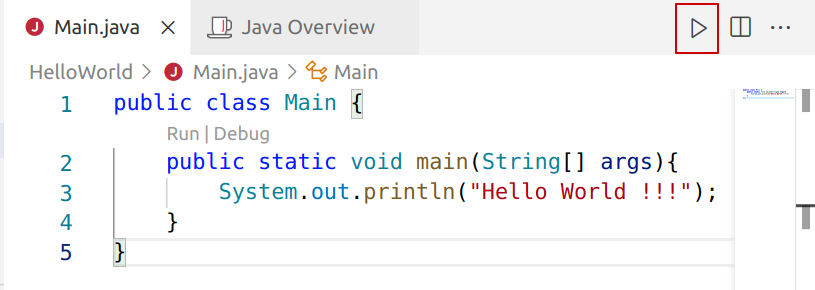 J Main.java Java Overview
HelloWorld > J Main.java > Main
1 public class Main {
Run | Debug
2     public static void main(String[] args){
3         System.out.println("Hello World !!!");
4     }
5 }